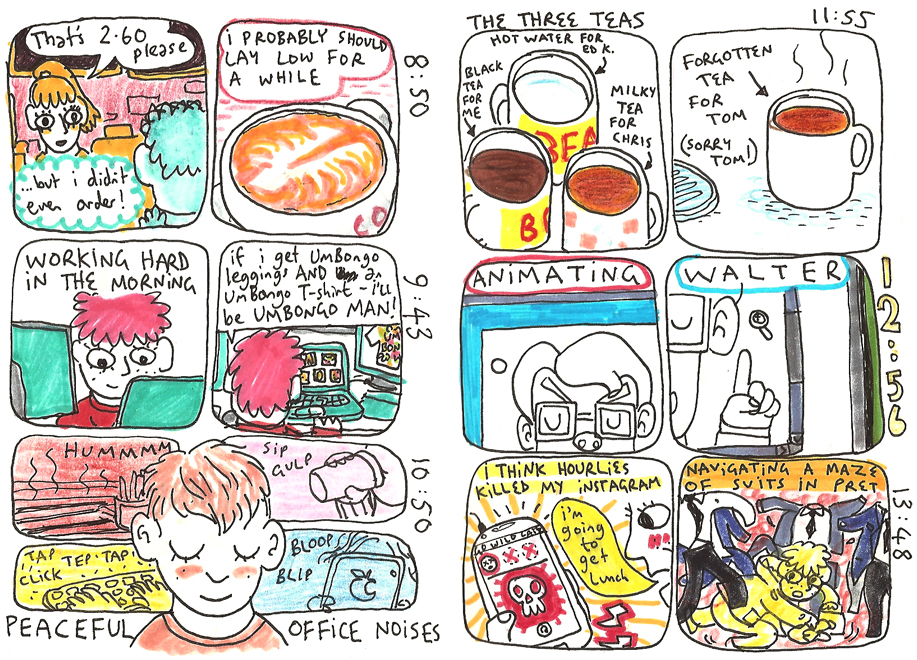 That's 2.60
please
...but i didn't
even order!
i PROBABLY SHOULD
LAY LOW FOR
A WHILE
8:50
WORKING HARD
IN THE MORNING
if i get UMBONGO
leggings AND an
UMBONGO T-shirt - i'll
be UMBONGO MAN!
UM
BON
9:43
HUMMMM
SIP
GULP
TAP TEP-TAP
CLICK
BLOOP
BLIP
10:50
PEACEFUL OFFICE NOISES
THE THREE TEAS
11:55
HOT WATER FOR
ED K.
BLACK
TEA
FOR
ME
MILKY
TEA
FOR
CHRIS
BEA
B
FORGOTTEN
TEA
FOR
TOM
(SORRY
TOM!)
ANIMATING
WALTER
12:56
i THINK HOURLIES
KILLED MY iNSTAGRAM
i'm
going
to get
lunch
NAVIGATING A MAZE
OF SUITS IN PRET
13:48